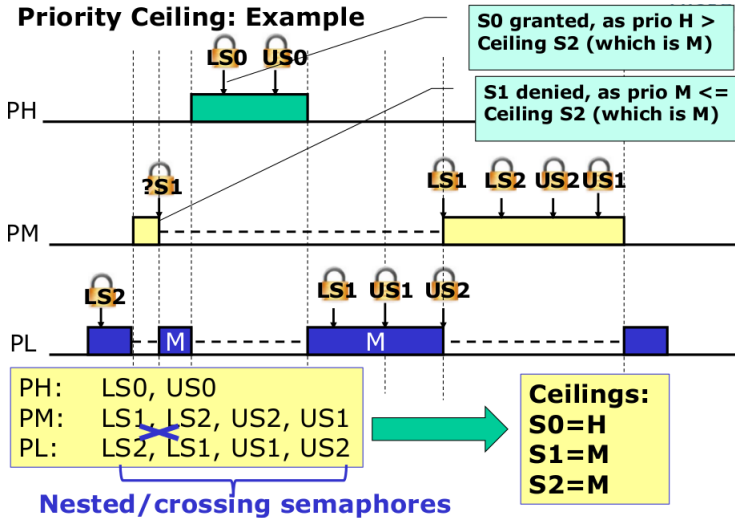 Priority Ceiling: Example
S0 granted, as prio H >
Ceiling S2 (which is M)
LS0 US0
S1 denied, as prio M <=
Ceiling S2 (which is M)
PH
?S1
LS1 LS2 US2 US1
PM
LS2
LS1 US1 US2
PL
M
M
PH: LS0, US0
PM: LS1, LS2, US2, US1
PL: LS2, LS1, US1, US2
Ceilings:
S0=H
S1=M
S2=M
Nested/crossing semaphores